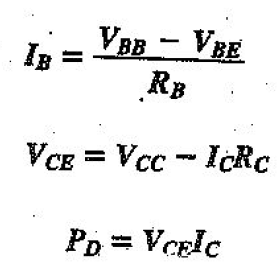 I_B = (V_BB − V_BE) / R_B
V_CE = V_CC − I_C R_C
P_D = V_CE I_C